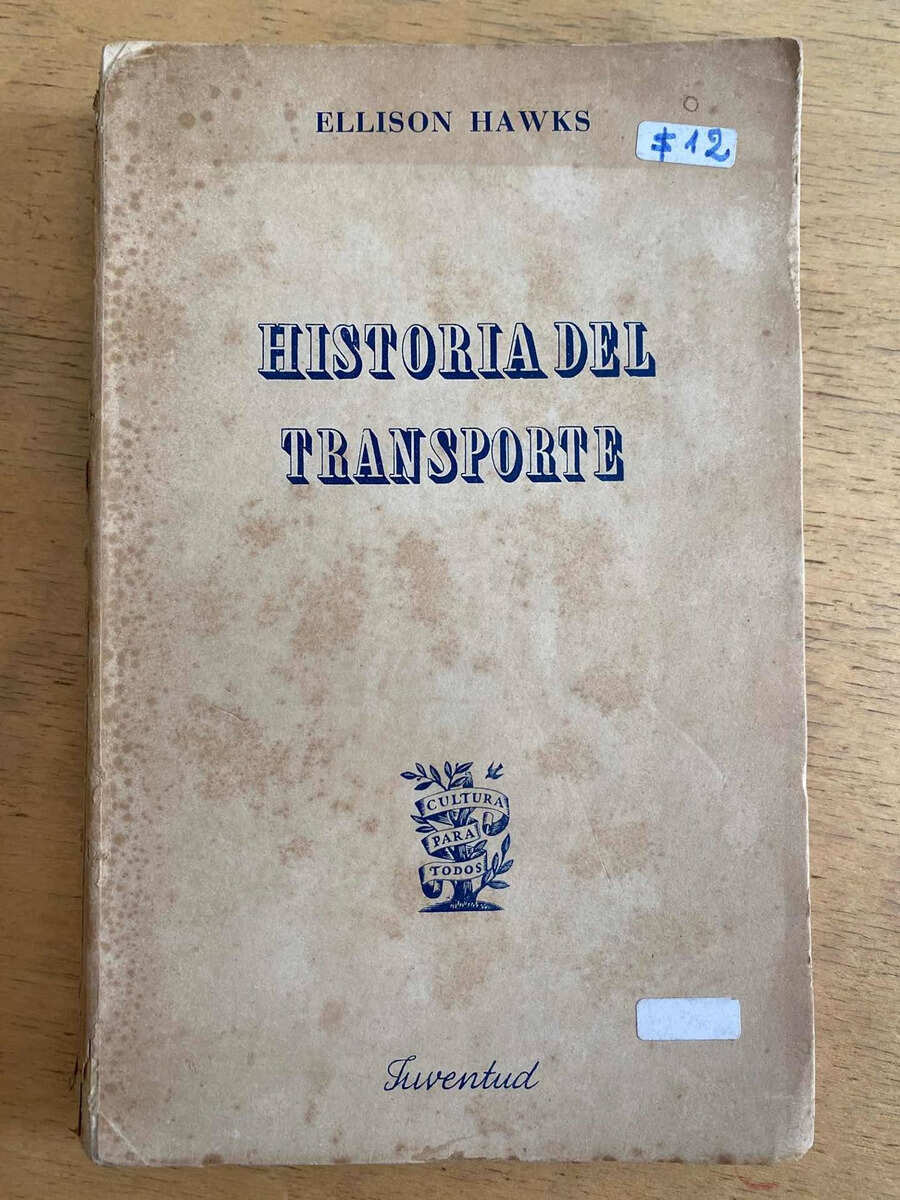 ELLISON HAWKS
$12
HISTORIA DEL
TRANSPORTE
CULTURA
PARA
TODOS
Juventud